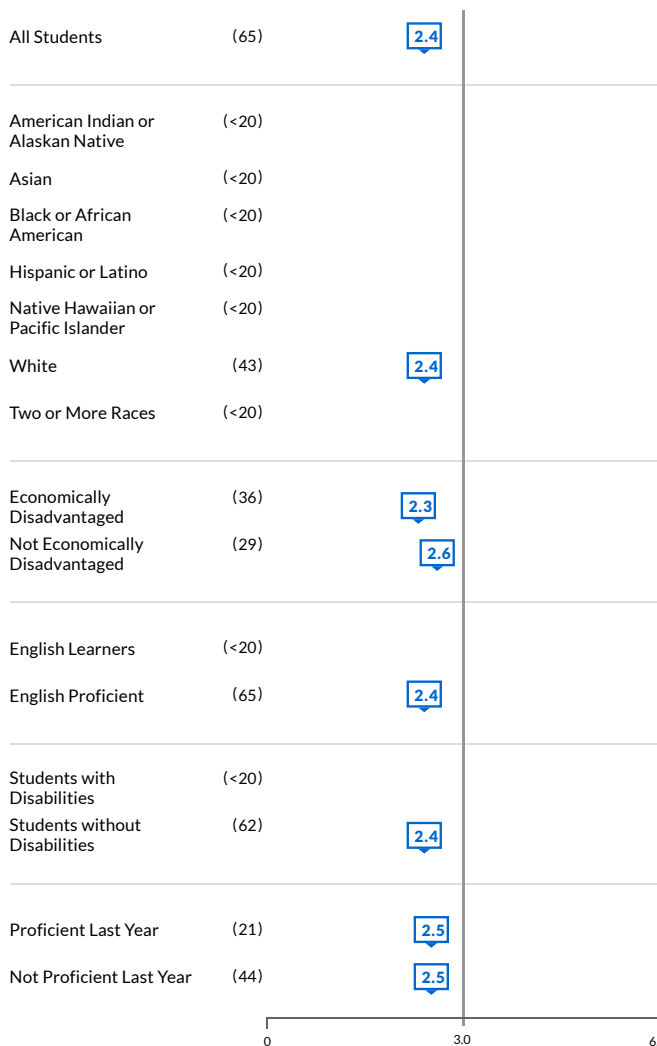 All Students (65) 2.4
American Indian or (<20)
Alaskan Native
Asian (<20)
Black or African (<20)
American
Hispanic or Latino (<20)
Native Hawaiian or (<20)
Pacific Islander
White (43) 2.4
Two or More Races (<20)
Economically (36) 2.3
Disadvantaged
Not Economically (29) 2.6
Disadvantaged
English Learners (<20)
English Proficient (65) 2.4
Students with (<20)
Disabilities
Students without (62) 2.4
Disabilities
Proficient Last Year (21) 2.5
Not Proficient Last Year (44) 2.5
0 3.0 6.